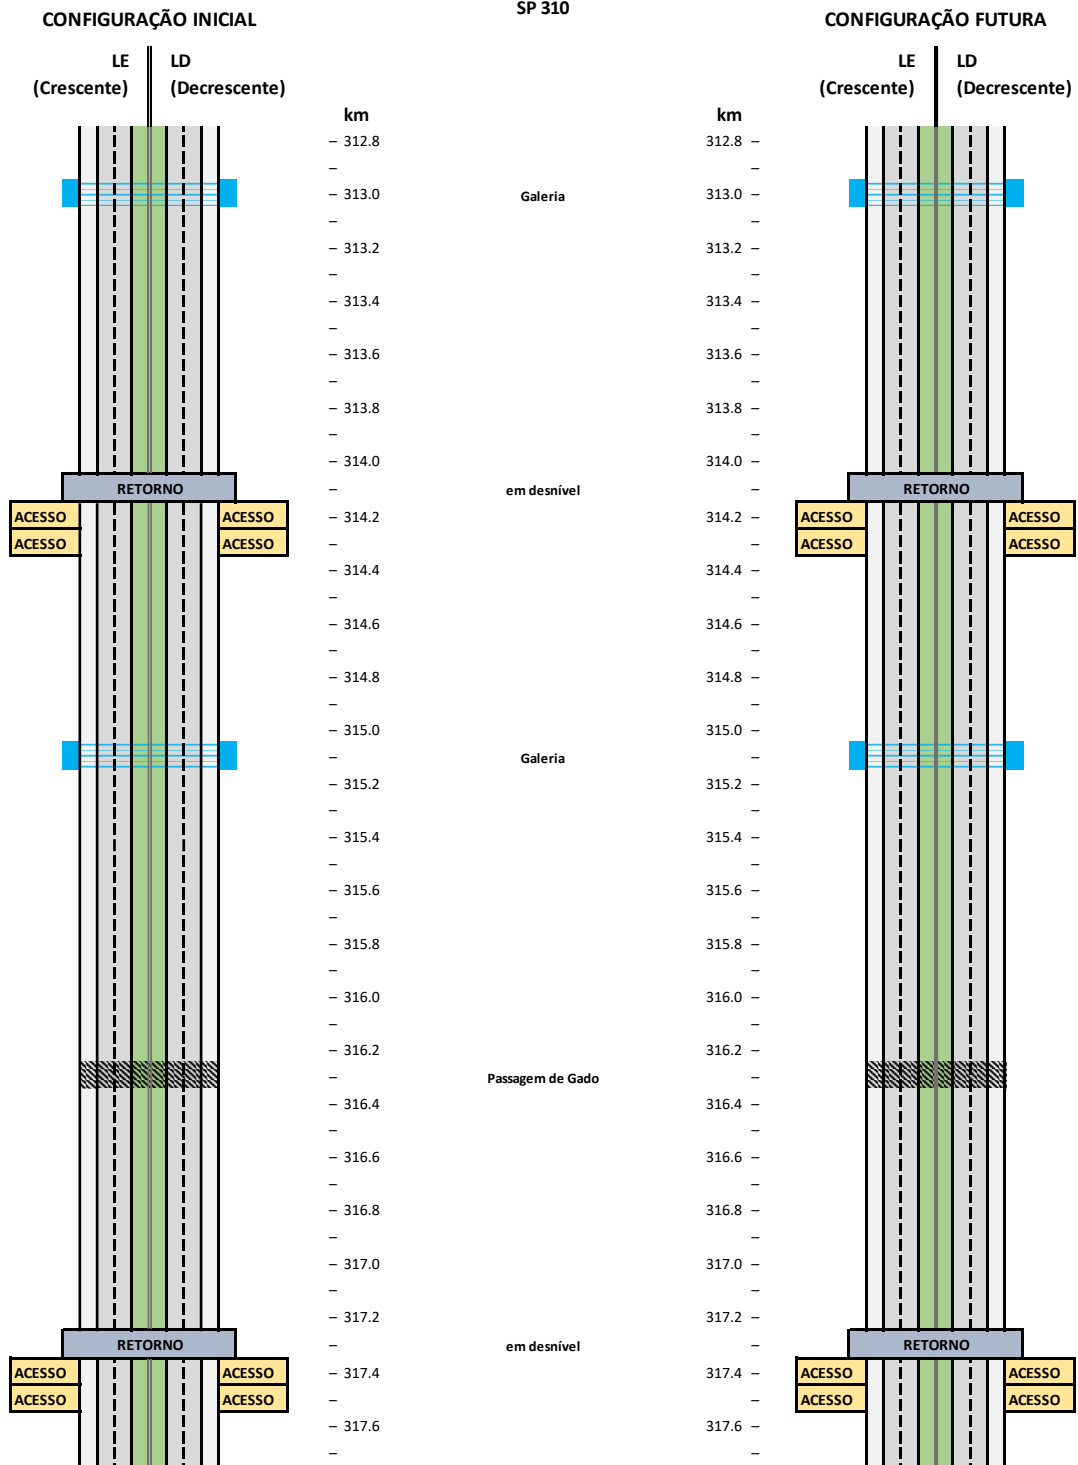 SP 310
CONFIGURAÇÃO INICIAL CONFIGURAÇÃO FUTURA
LE LD LE LD
(Crescente) (Decrescente) (Crescente) (Decrescente)
km km
– 312.8 312.8 –
– –
– 313.0 Galeria 313.0 –
– –
– 313.2 313.2 –
– –
– 313.4 313.4 –
– –
– 313.6 313.6 –
– –
– 313.8 313.8 –
– –
– 314.0 314.0 –
RETORNO – em desnível – RETORNO
ACESSO ACESSO – 314.2 314.2 – ACESSO ACESSO
ACESSO ACESSO – – ACESSO ACESSO
– 314.4 314.4 –
– –
– 314.6 314.6 –
– –
– 314.8 314.8 –
– –
– 315.0 315.0 –
– Galeria –
– 315.2 315.2 –
– –
– 315.4 315.4 –
– –
– 315.6 315.6 –
– –
– 315.8 315.8 –
– –
– 316.0 316.0 –
– –
– 316.2 316.2 –
– Passagem de Gado –
– 316.4 316.4 –
– –
– 316.6 316.6 –
– –
– 316.8 316.8 –
– –
– 317.0 317.0 –
– –
– 317.2 317.2 –
RETORNO – em desnível – RETORNO
ACESSO ACESSO – 317.4 317.4 – ACESSO ACESSO
ACESSO ACESSO – – ACESSO ACESSO
– 317.6 317.6 –
– –